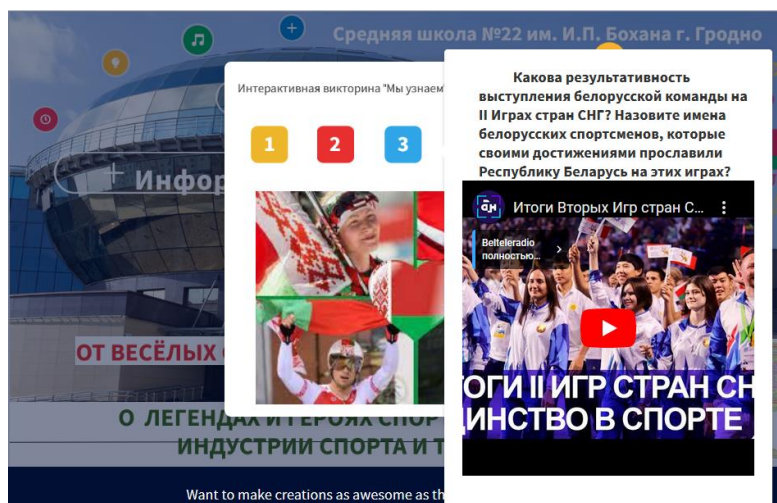 Средняя школа №22 им. И.П. Бохана г. Гродно
Инфор
ОТ ВЕСЁЛЫХ
О ЛЕГЕНДАХ И ГЕРОЯХ СПОР
ИНДУСТРИИ СПОРТА И Т
Want to make creations as awesome as th
Интерактивная викторина "Мы узнаем
1 2 3
Какова результативность
выступления белорусской команды на
II Играх стран СНГ? Назовите имена
белорусских спортсменов, которые
своими достижениями прославили
Республику Беларусь на этих играх?
Итоги Вторых Игр стран С...
Belteleradio
полностью...
ОГИ II ИГР СТРАН СН
ИНСТВО В СПОРТЕ